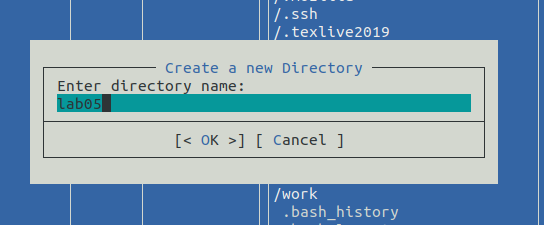 /.ssh
/.texlive2019
Create a new Directory
Enter directory name:
lab05
[< OK >] [ Cancel ]
/work
.bash_history